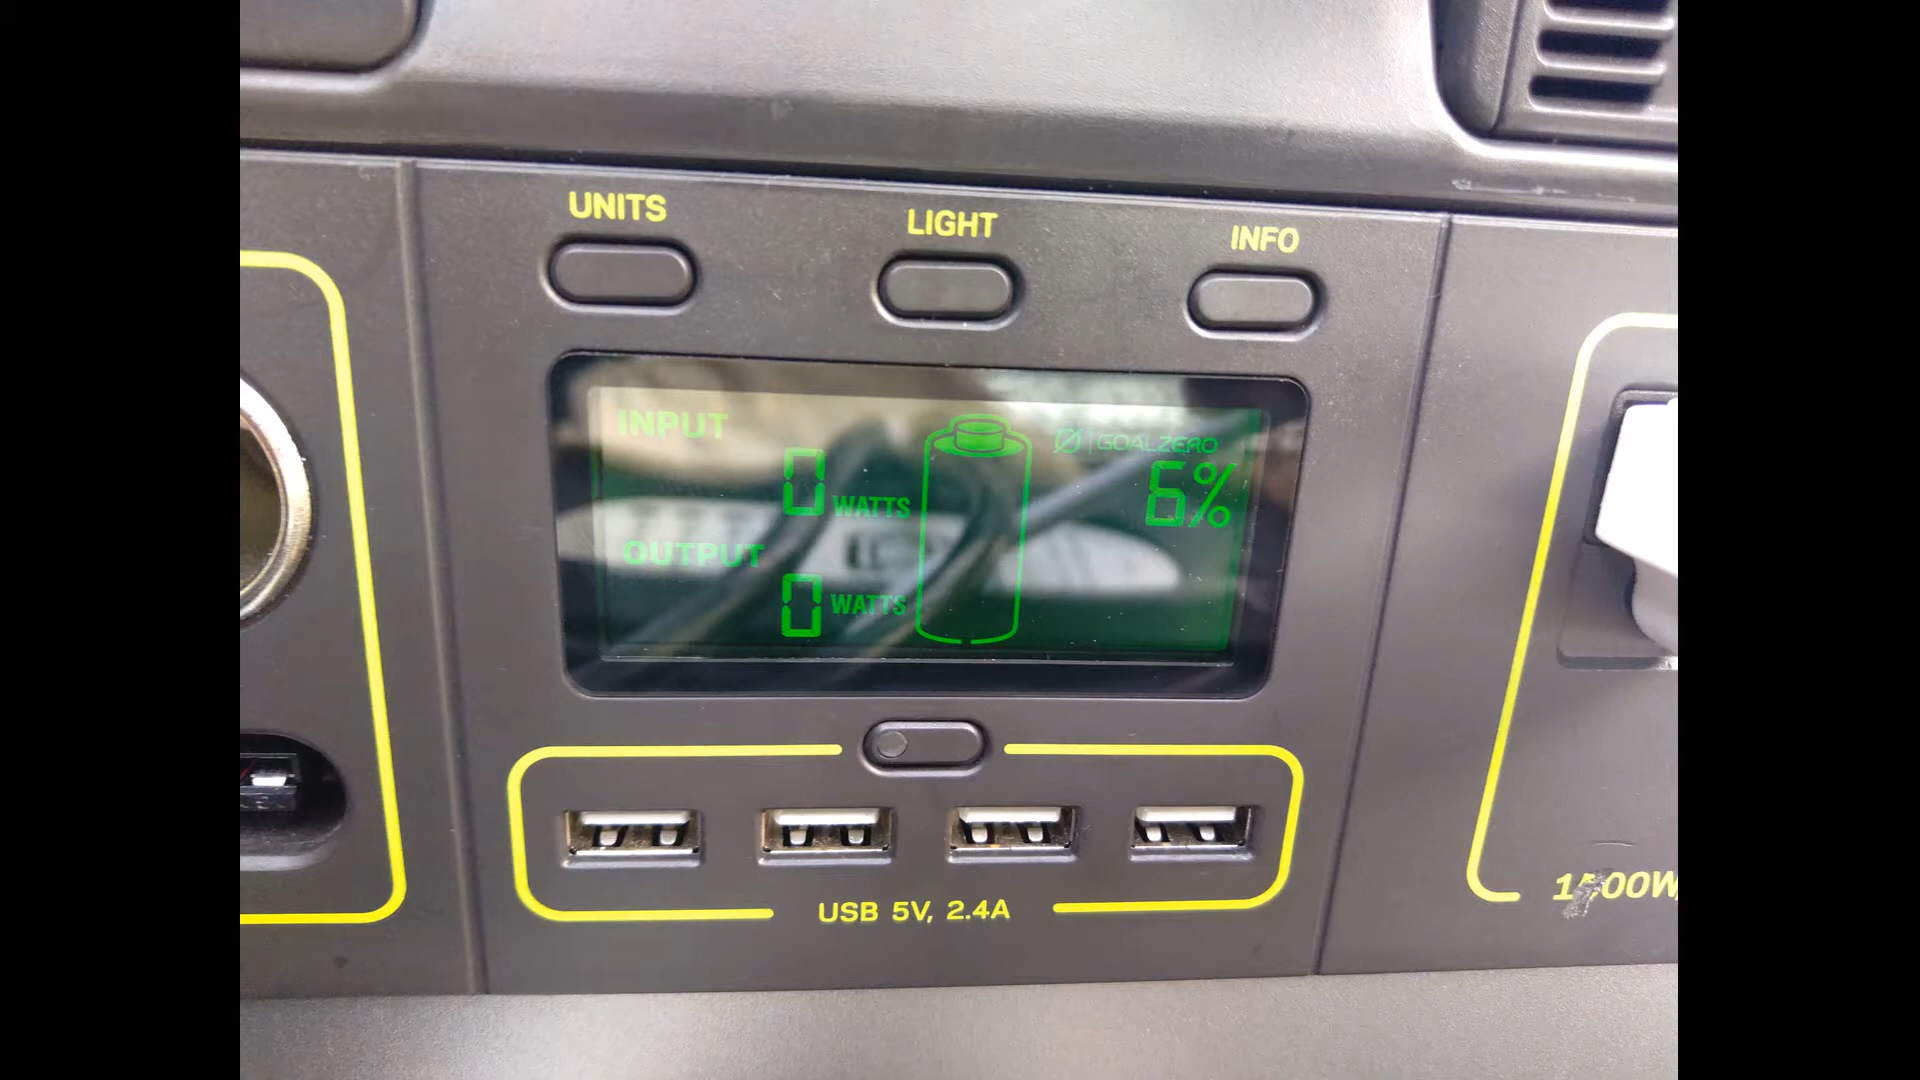 UNITS
LIGHT
INFO
INPUT
0 WATTS
GOALZERO
6%
OUTPUT
0 WATTS
USB 5V, 2.4A